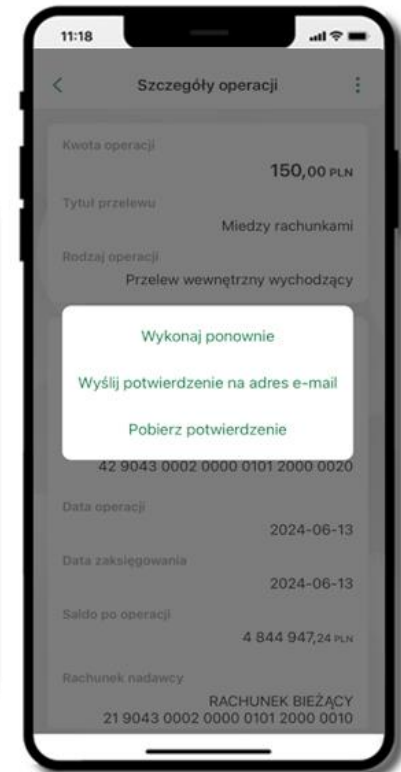 11:18
Szczegóły operacji
Kwota operacji
150,00 PLN
Tytuł przelewu
Miedzy rachunkami
Rodzaj operacji
Przelew wewnętrzny wychodzący
Wykonaj ponownie
Wyślij potwierdzenie na adres e-mail
Pobierz potwierdzenie
42 9043 0002 0000 0101 2000 0020
Data operacji
2024-06-13
Data zaksięgowania
2024-06-13
Saldo po operacji
4 844 947,24 PLN
Rachunek nadawcy
RACHUNEK BIEŻĄCY
21 9043 0002 0000 0101 2000 0010